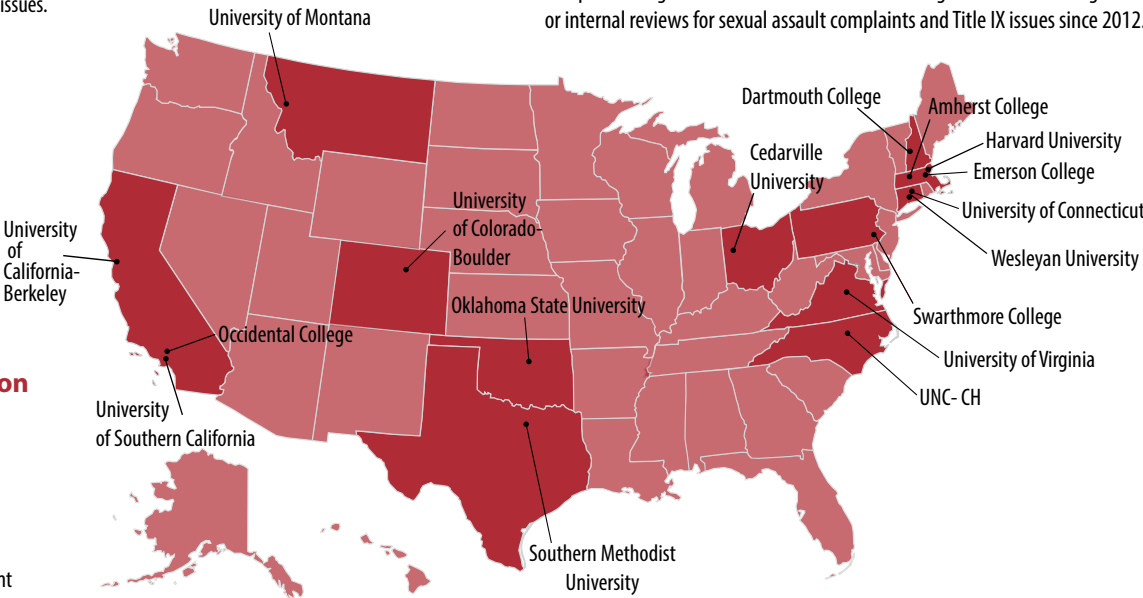 issues.
or internal reviews for sexual assault complaints and Title IX issues since 2012.
University of Montana
Dartmouth College
Amherst College
Harvard University
Emerson College
Cedarville
University
University of Connecticut
Wesleyan University
University
of Colorado-
Boulder
University
of
California-
Berkeley
Oklahoma State University
Swarthmore College
Occidental College
University of Virginia
on
UNC- CH
University
of Southern California
Southern Methodist
University
nt